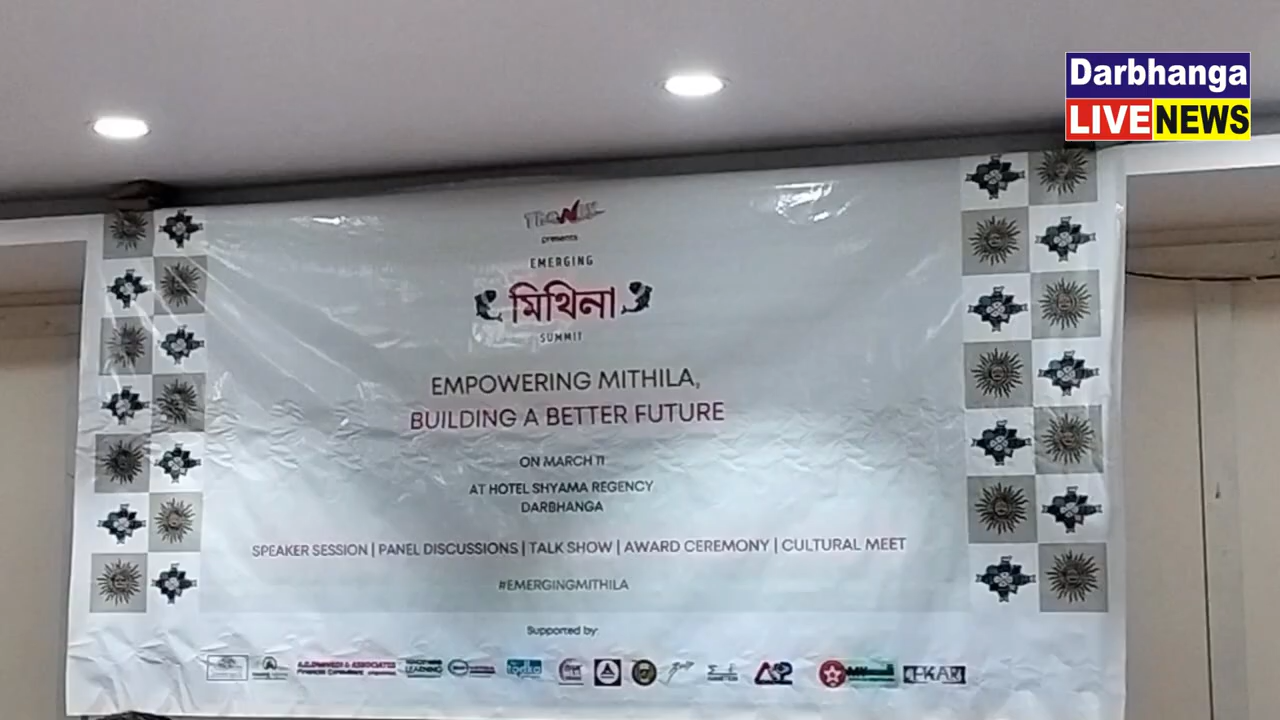 Darbhanga
LIVE NEWS
presents
EMERGING
মিথিনা
SUMMIT
EMPOWERING MITHILA,
BUILDING A BETTER FUTURE
ON MARCH 11
AT HOTEL SHYAMA REGENCY
DARBHANGA
SPEAKER SESSION | PANEL DISCUSSIONS | TALK SHOW | AWARD CEREMONY | CULTURAL MEET
#EMERGINGMITHILA
Supported by